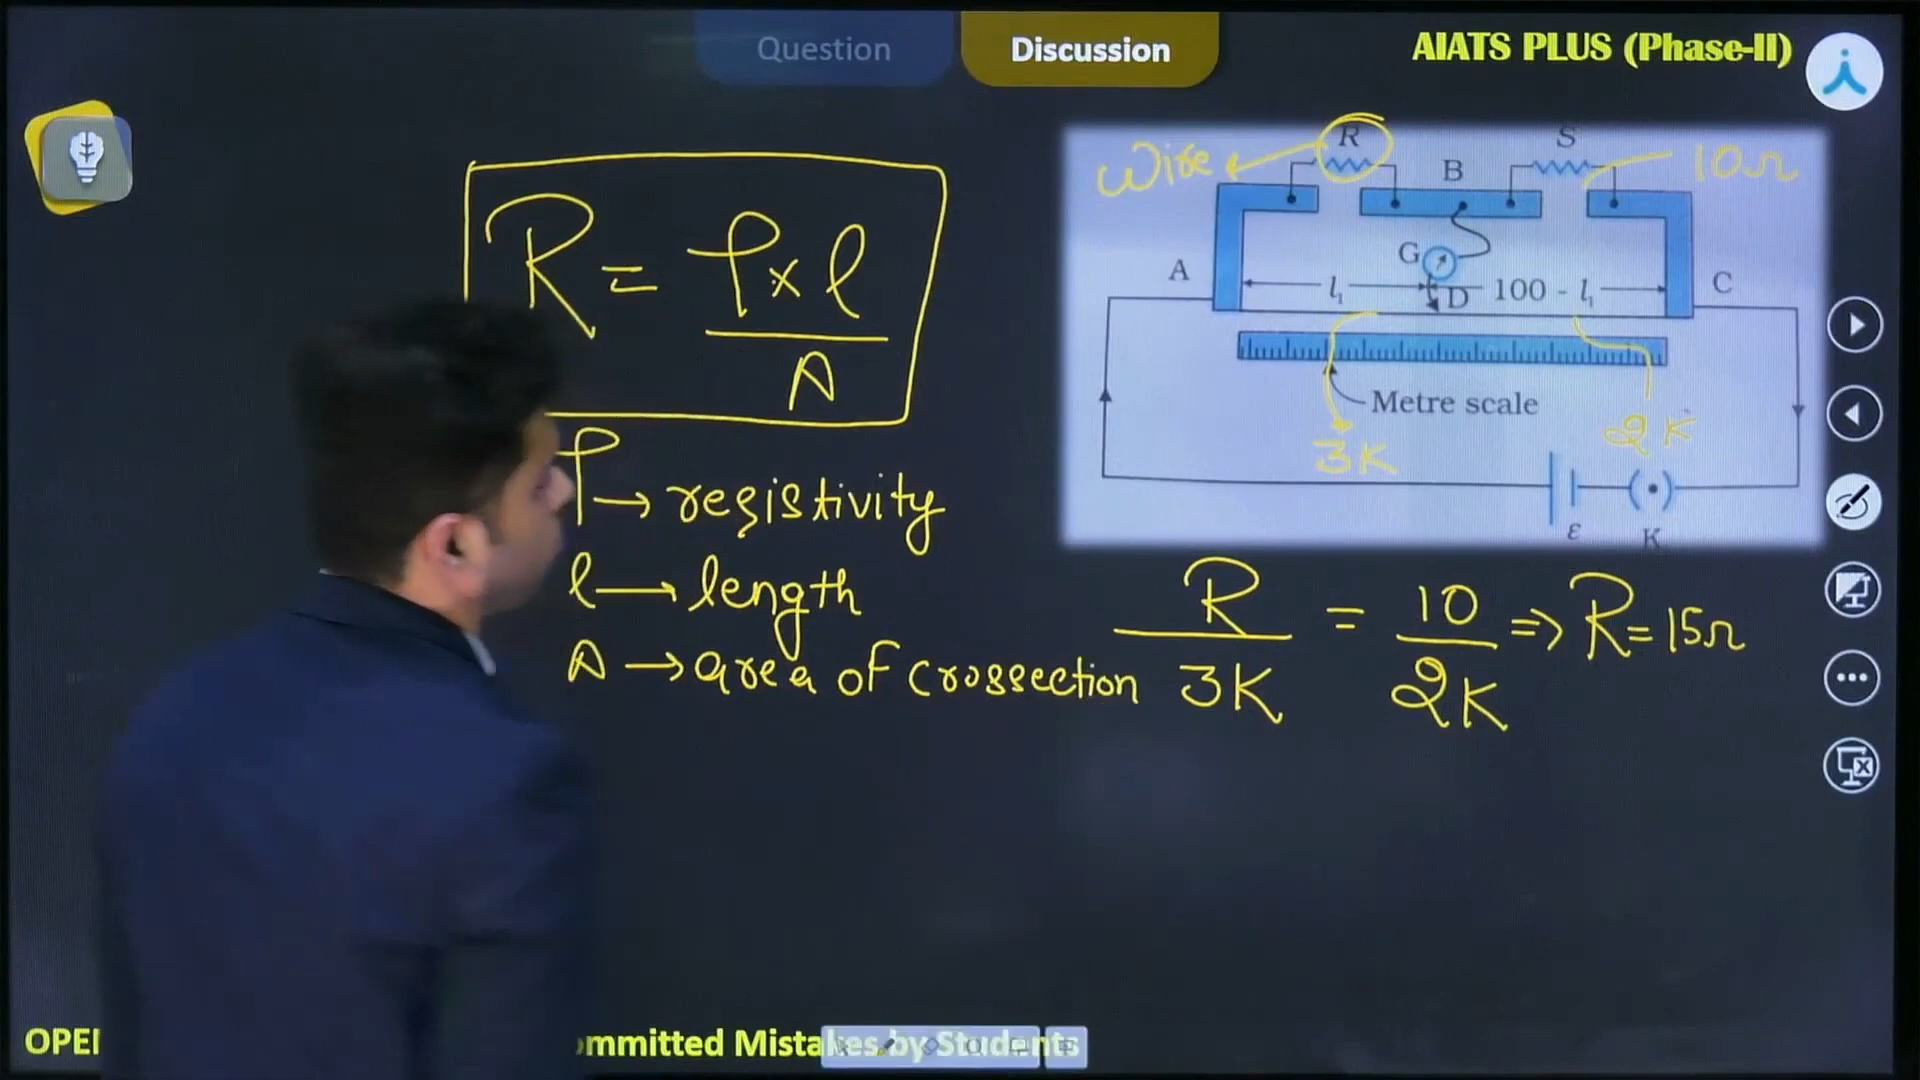 Question
Discussion
AIATS PLUS (Phase-II)
R = ρ x l
A
ρ → resistivity
l → length
A → area of crossection
Wire
R
S
10Ω
B
G
A
l₁
D
100 - l₁
C
Metre scale
3K
2K
ε
K
R = 10 ⇒ R = 15Ω
3K 2K
OPE
ommitted Mistakes by Students